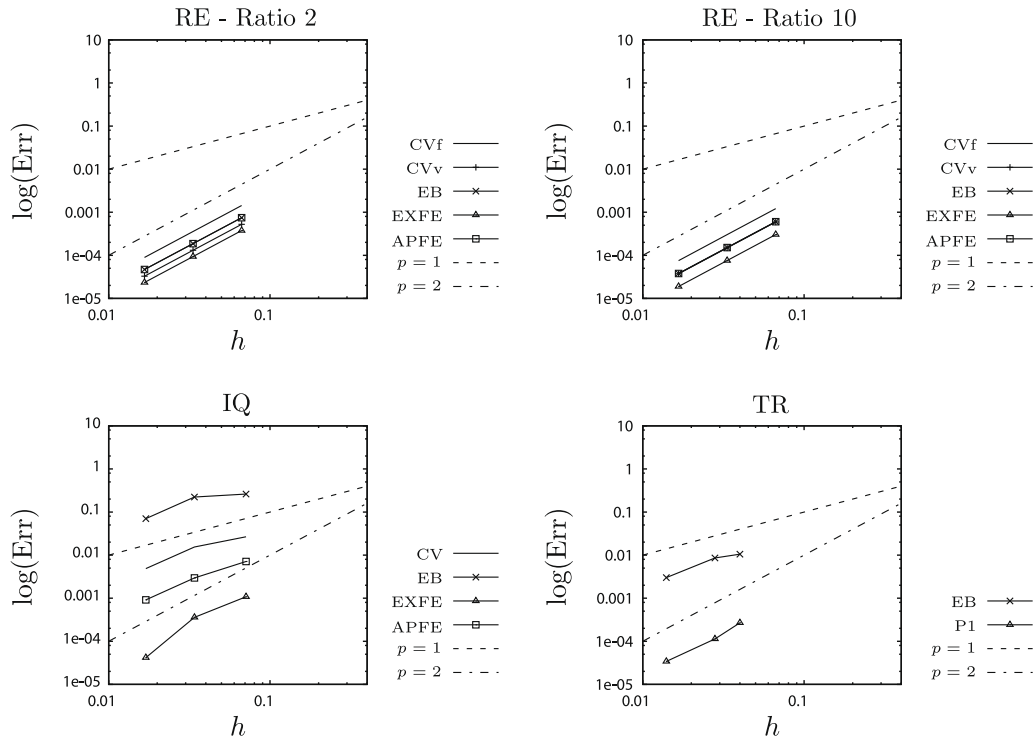 RE - Ratio 2
log(Err)
10
1
0.1
0.01
0.001
1e-04
1e-05
0.01
0.1
h
CVf
CVv
EB
EXFE
APFE
p = 1
p = 2
RE - Ratio 10
log(Err)
10
1
0.1
0.01
0.001
1e-04
1e-05
0.01
0.1
h
CVf
CVv
EB
EXFE
APFE
p = 1
p = 2
IQ
log(Err)
10
1
0.1
0.01
0.001
1e-04
1e-05
0.01
0.1
h
CV
EB
EXFE
APFE
p = 1
p = 2
TR
log(Err)
10
1
0.1
0.01
0.001
1e-04
1e-05
0.01
0.1
h
EB
P1
p = 1
p = 2